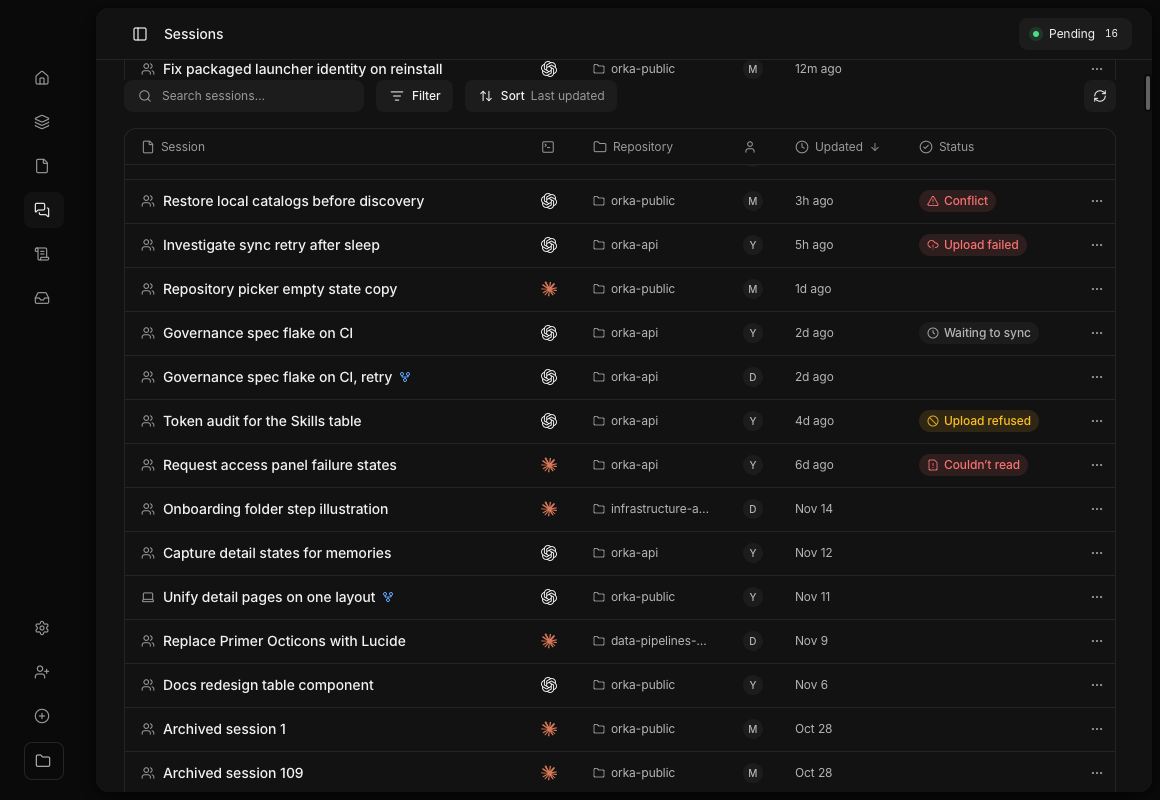 Sessions
Pending 16
Fix packaged launcher identity on reinstall orka-public M 12m ago
Search sessions...
Filter
Sort Last updated
Session Repository Updated Status
Restore local catalogs before discovery orka-public M 3h ago Conflict
Investigate sync retry after sleep orka-api Y 5h ago Upload failed
Repository picker empty state copy orka-public M 1d ago
Governance spec flake on CI orka-api Y 2d ago Waiting to sync
Governance spec flake on CI, retry orka-api D 2d ago
Token audit for the Skills table orka-api Y 4d ago Upload refused
Request access panel failure states orka-api Y 6d ago Couldn't read
Onboarding folder step illustration infrastructure-a... D Nov 14
Capture detail states for memories orka-api Y Nov 12
Unify detail pages on one layout orka-public Y Nov 11
Replace Primer Octicons with Lucide data-pipelines-... D Nov 9
Docs redesign table component orka-public Y Nov 6
Archived session 1 orka-public M Oct 28
Archived session 109 orka-public M Oct 28